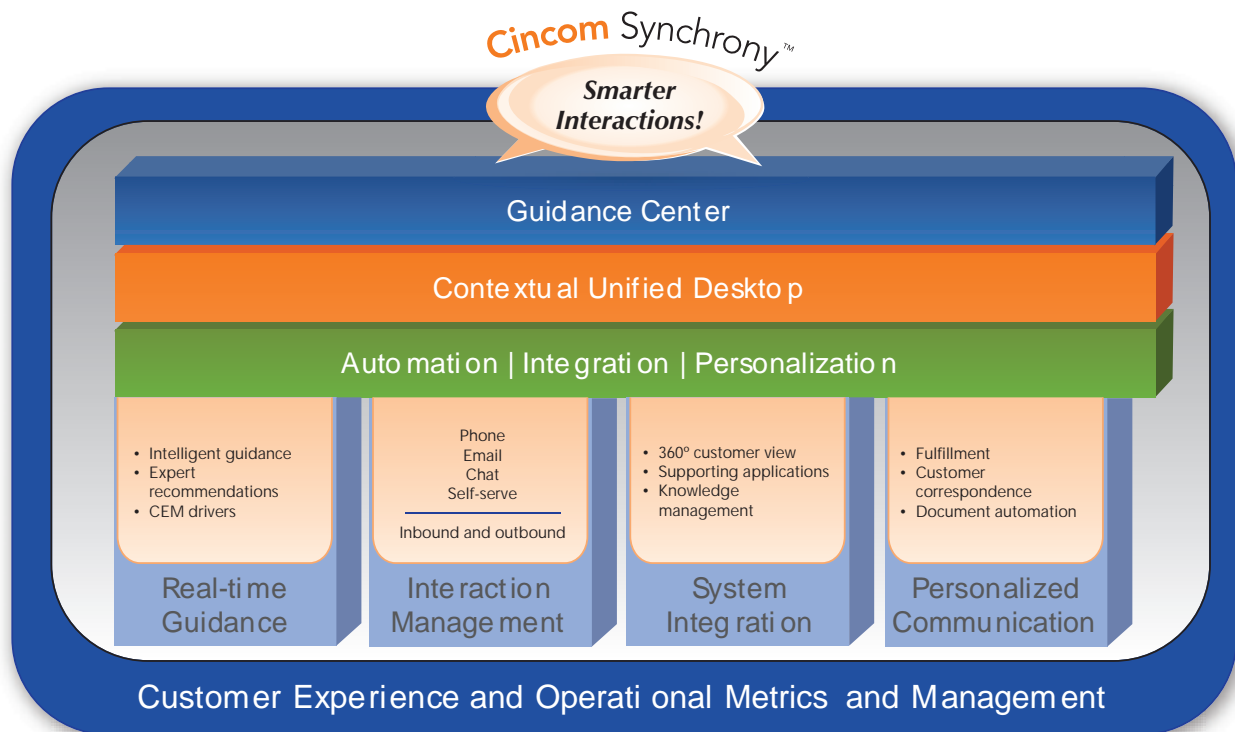 Cincom Synchrony™
Smarter
Interactions!
Guidance Center
Contextual Unified Desktop
Automation | Integration | Personalization
• Intelligent guidance
• Expert
recommendations
• CEM drivers
Real-time
Guidance
Phone
Email
Chat
Self-serve
Inbound and outbound
Interaction
Management
• 360º customer view
• Supporting applications
• Knowledge
management
System
Integration
• Fulfillment
• Customer
correspondence
• Document automation
Personalized
Communication
Customer Experience and Operational Metrics and Management